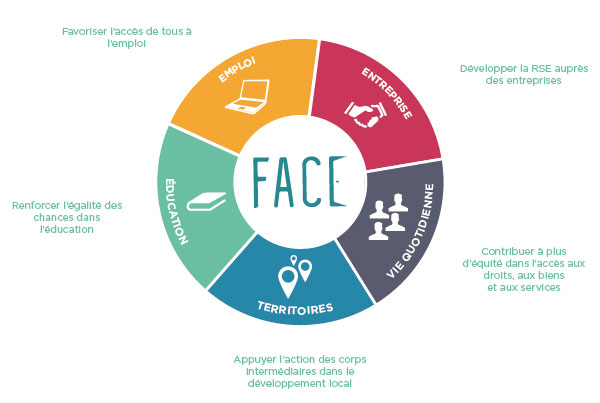 Favoriser l'accès de tous à
l'emploi
EMPLOI
ENTREPRISE
Développer la RSE auprès
des entreprises
FACE
ÉDUCATION
Renforcer l'égalité des
chances dans
l'éducation
VIE QUOTIDIENNE
Contribuer à plus
d'équité dans l'accès aux
droits, aux biens
et aux services
TERRITOIRES
Appuyer l'action des corps
intermédiaires dans le
développement local